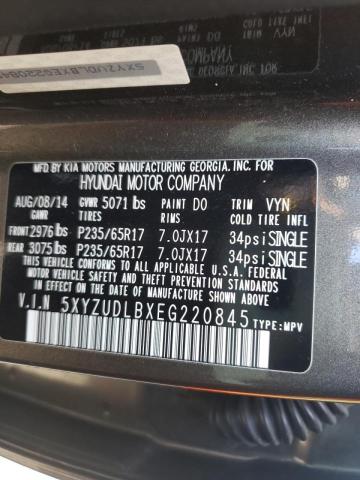 5XYZUDLBXEG220845
MFD. BY KIA MOTORS MANUFACTURING GEORGIA, INC. FOR
HYUNDAI MOTOR COMPANY
AUG/08/14 GVWR 5071 lbs PAINT DO TRIM VYN
GAWR TIRES RIMS COLD TIRE INFL
FRONT 2976 lbs P235/65R17 7.0JX17 34psi SINGLE
REAR 3075 lbs P235/65R17 7.0JX17 34psi SINGLE
THIS VEHICLE CONFORMS TO ALL APPLICABLE FEDERAL
MOTOR VEHICLE SAFETY AND THEFT PREVENTION
STANDARDS IN EFFECT ON THE DATE OF MANUFACTURE SHOWN ABOVE.
V.I.N 5XYZUDLBXEG220845 TYPE: MPV